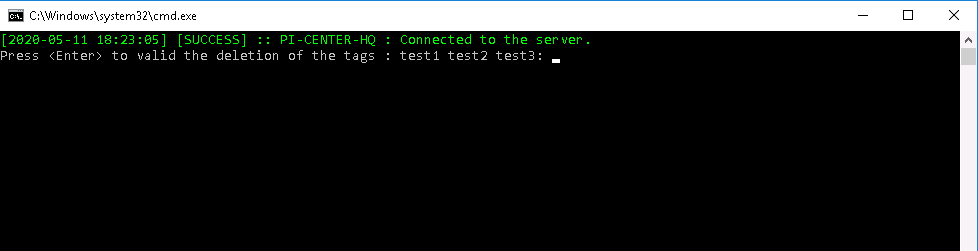 C:\Windows\system32\cmd.exe
[2020-05-11 18:23:05] [SUCCESS] :: PI-CENTER-HQ : Connected to the server.
Press <Enter> to valid the deletion of the tags : test1 test2 test3: